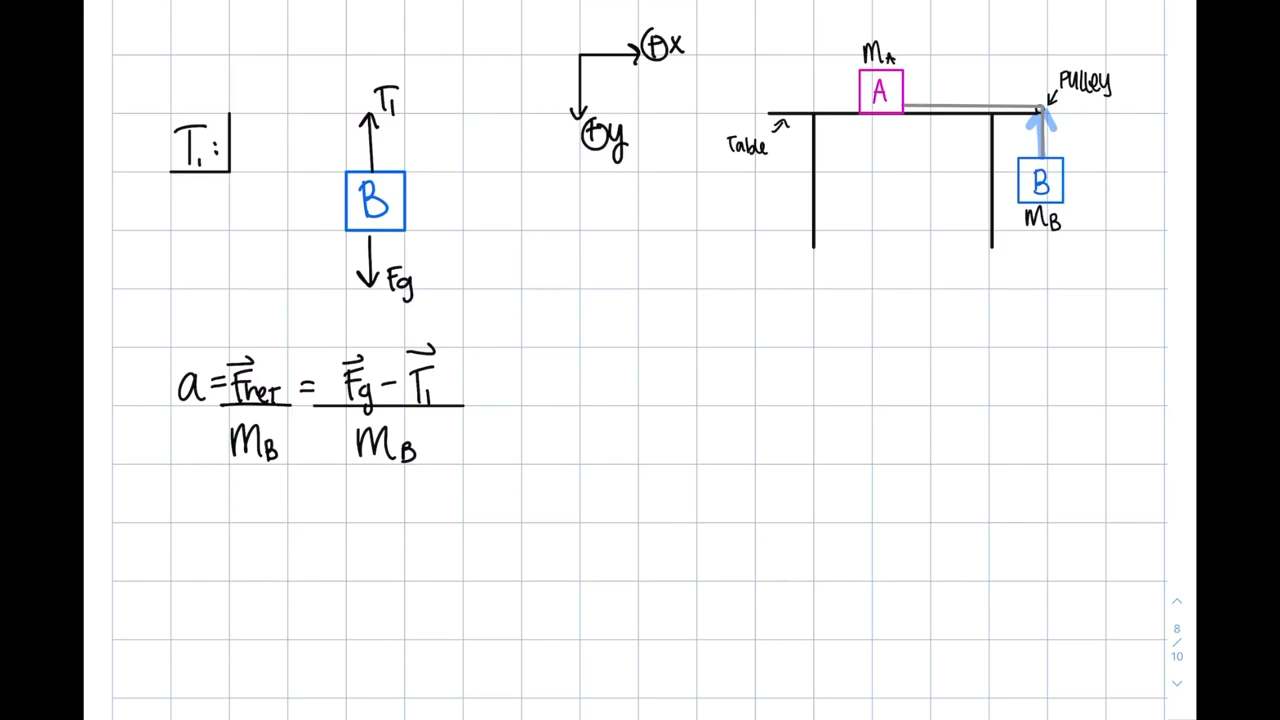 T₁:
T₁
B
Fg
⊕x
⊕y
mA
A
Pulley
Table
B
mB
a = F⃗net / mB = F⃗g − T⃗₁ / mB
8
/
10